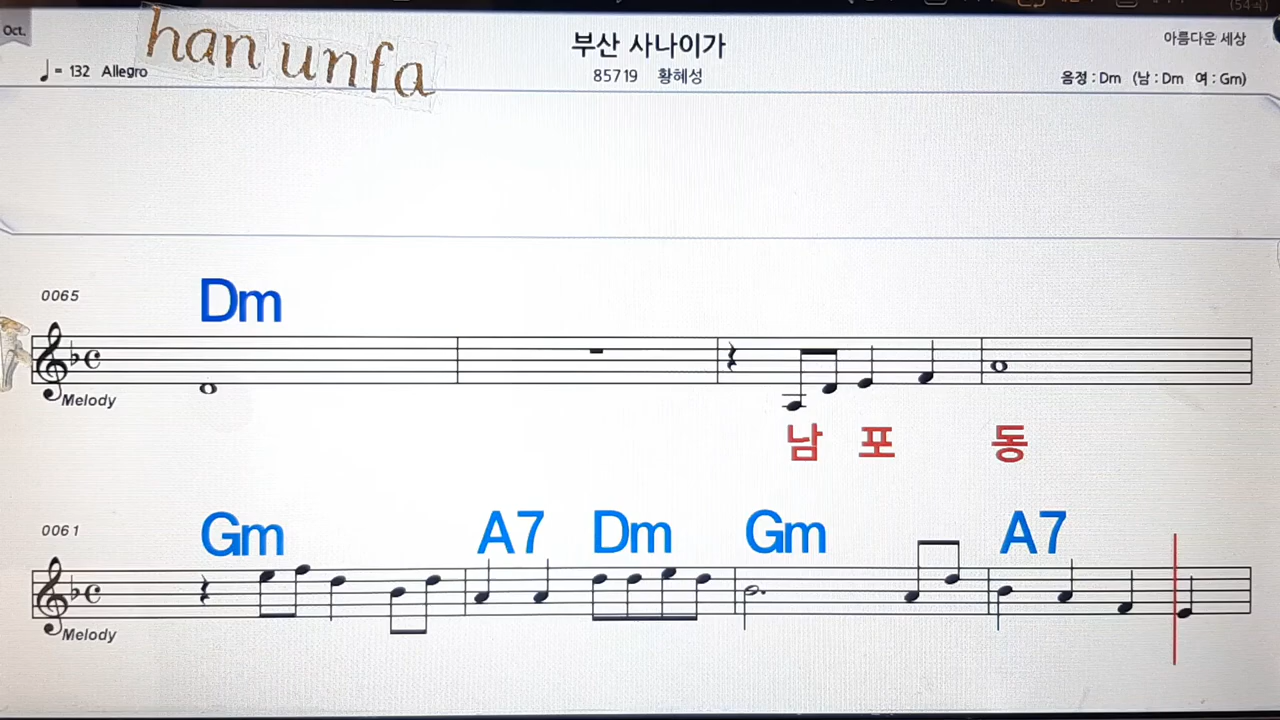 Oct.
han unfa
부산 사나이가
아름다운 세상
♩= 132 Allegro
85719 황혜성
음정 : Dm (남 : Dm 여 : Gm)
0065
Dm
Melody
남 포 동
0061
Gm A7 Dm Gm A7
Melody